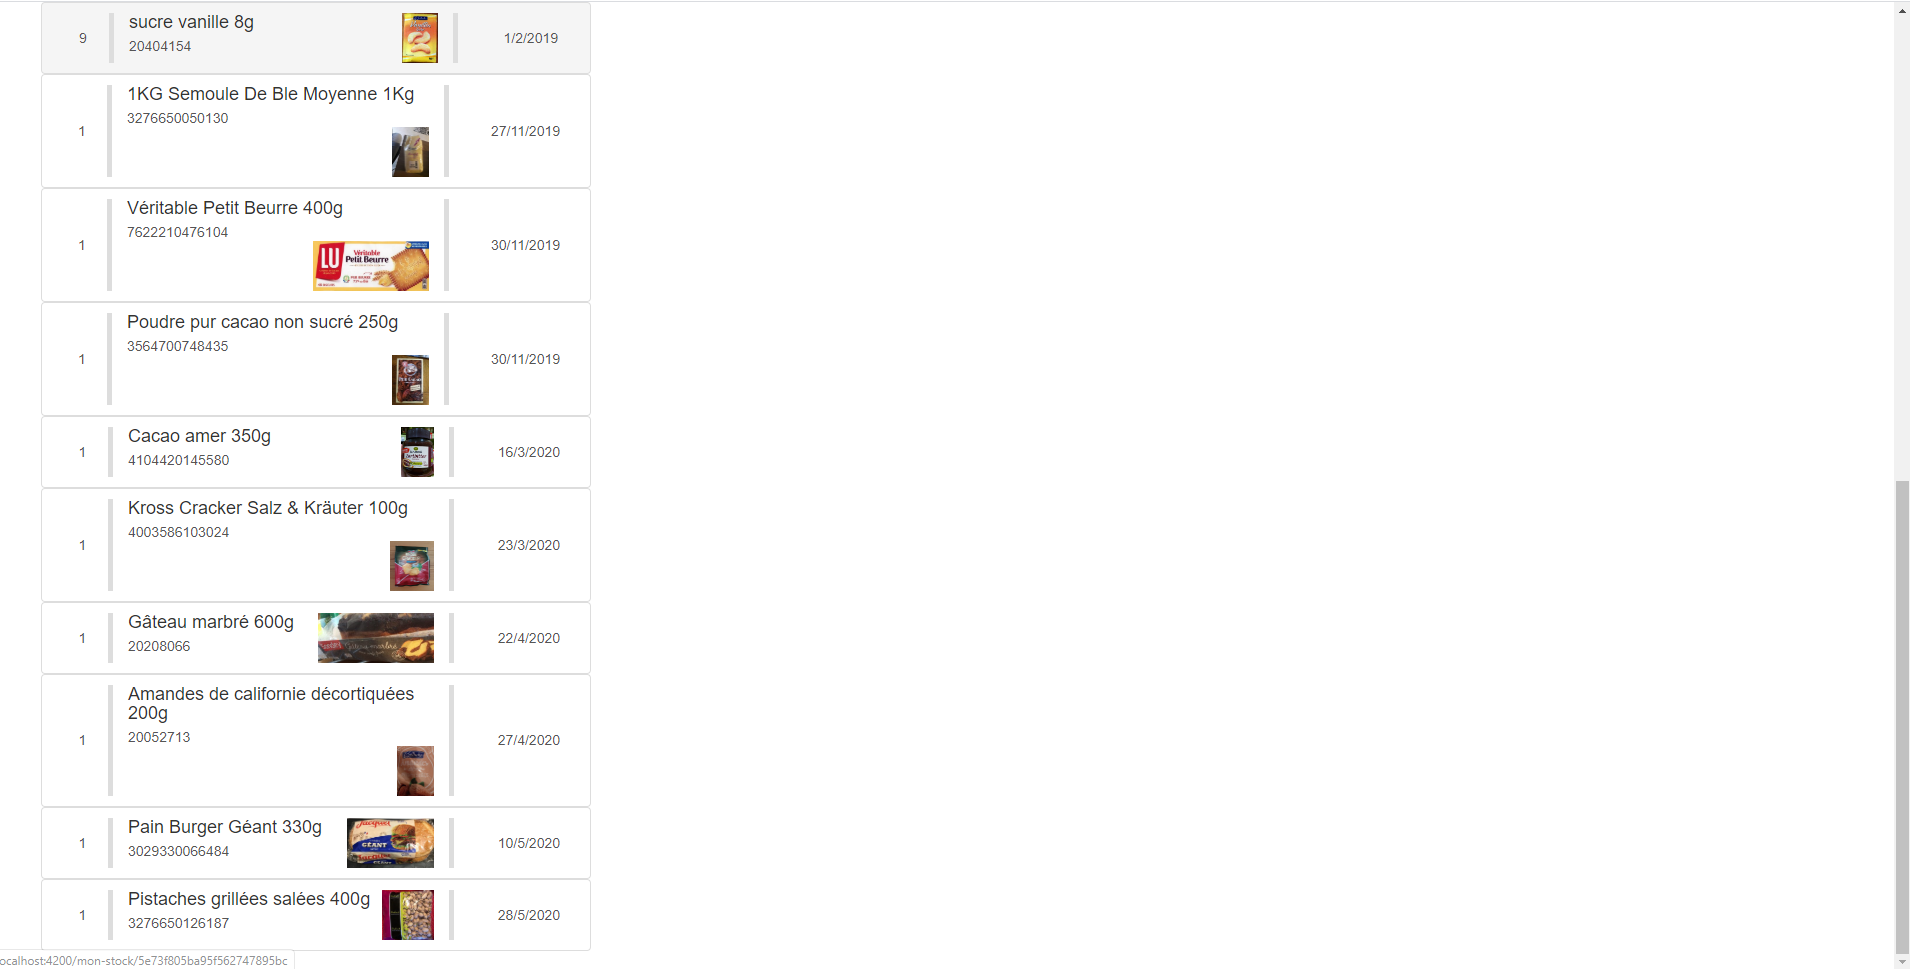 9
sucre vanille 8g
20404154
1/2/2019
1
1KG Semoule De Ble Moyenne 1Kg
3276650050130
27/11/2019
1
Véritable Petit Beurre 400g
7622210476104
LU
Véritable
Petit Beurre
30/11/2019
1
Poudre pur cacao non sucré 250g
3564700748435
30/11/2019
1
Cacao amer 350g
4104420145580
16/3/2020
1
Kross Cracker Salz & Kräuter 100g
4003586103024
23/3/2020
1
Gâteau marbré 600g
20208066
22/4/2020
1
Amandes de californie décortiquées
200g
20052713
27/4/2020
1
Pain Burger Géant 330g
3029330066484
GÉANT
10/5/2020
1
Pistaches grillées salées 400g
3276650126187
28/5/2020
ocalhost:4200/mon-stock/5e73f805ba95f562747895bc